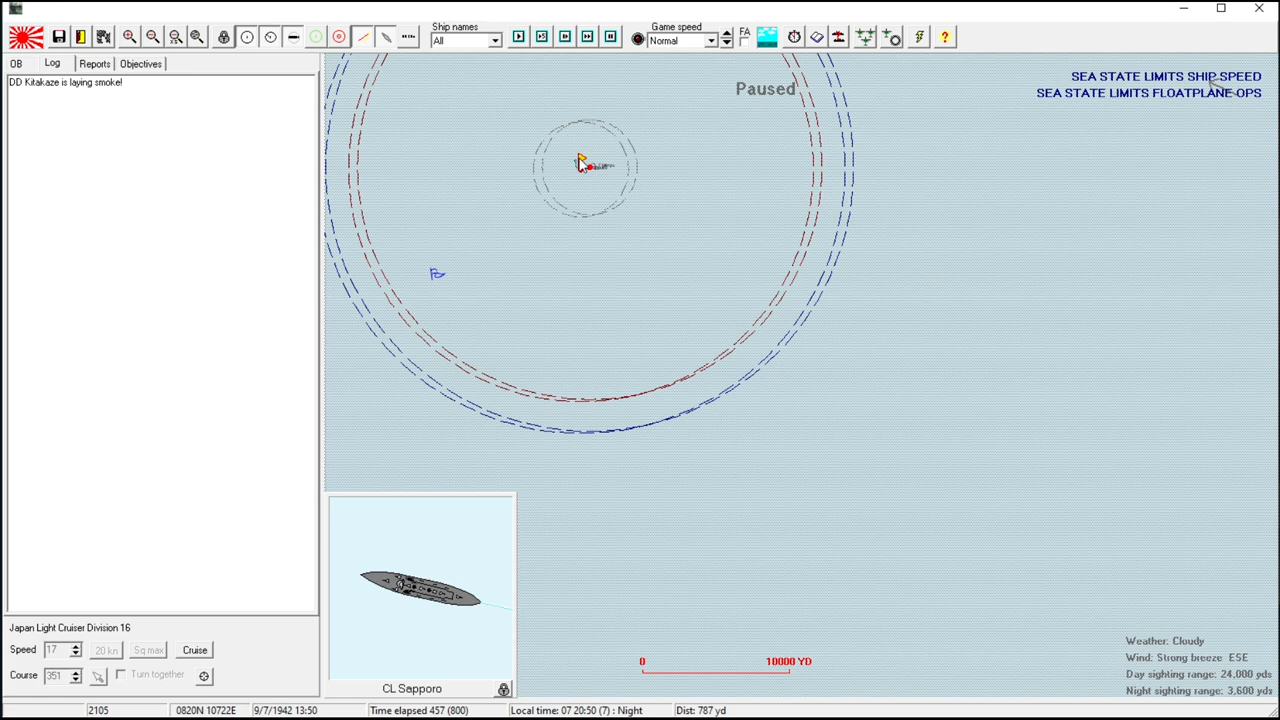 Ship names
Game speed
All
Normal
FA
?
OB
Log
Reports
Objectives
DD Kitakaze is laying smoke!
Paused
SEA STATE LIMITS SHIP SPEED
SEA STATE LIMITS FLOATPLANE OPS
Japan Light Cruiser Division 16
Speed
17
20 kn
Sq max
Cruise
Course
351
Turn together
CL Sapporo
0
10000 YD
Weather: Cloudy
Wind: Strong breeze ESE
Day sighting range: 24,000 yds
Night sighting range: 3,600 yds
2105
0820N 10722E
9/7/1942 13:50
Time elapsed 457 (800)
Local time: 07 20:50 (7) : Night
Dist: 787 yd